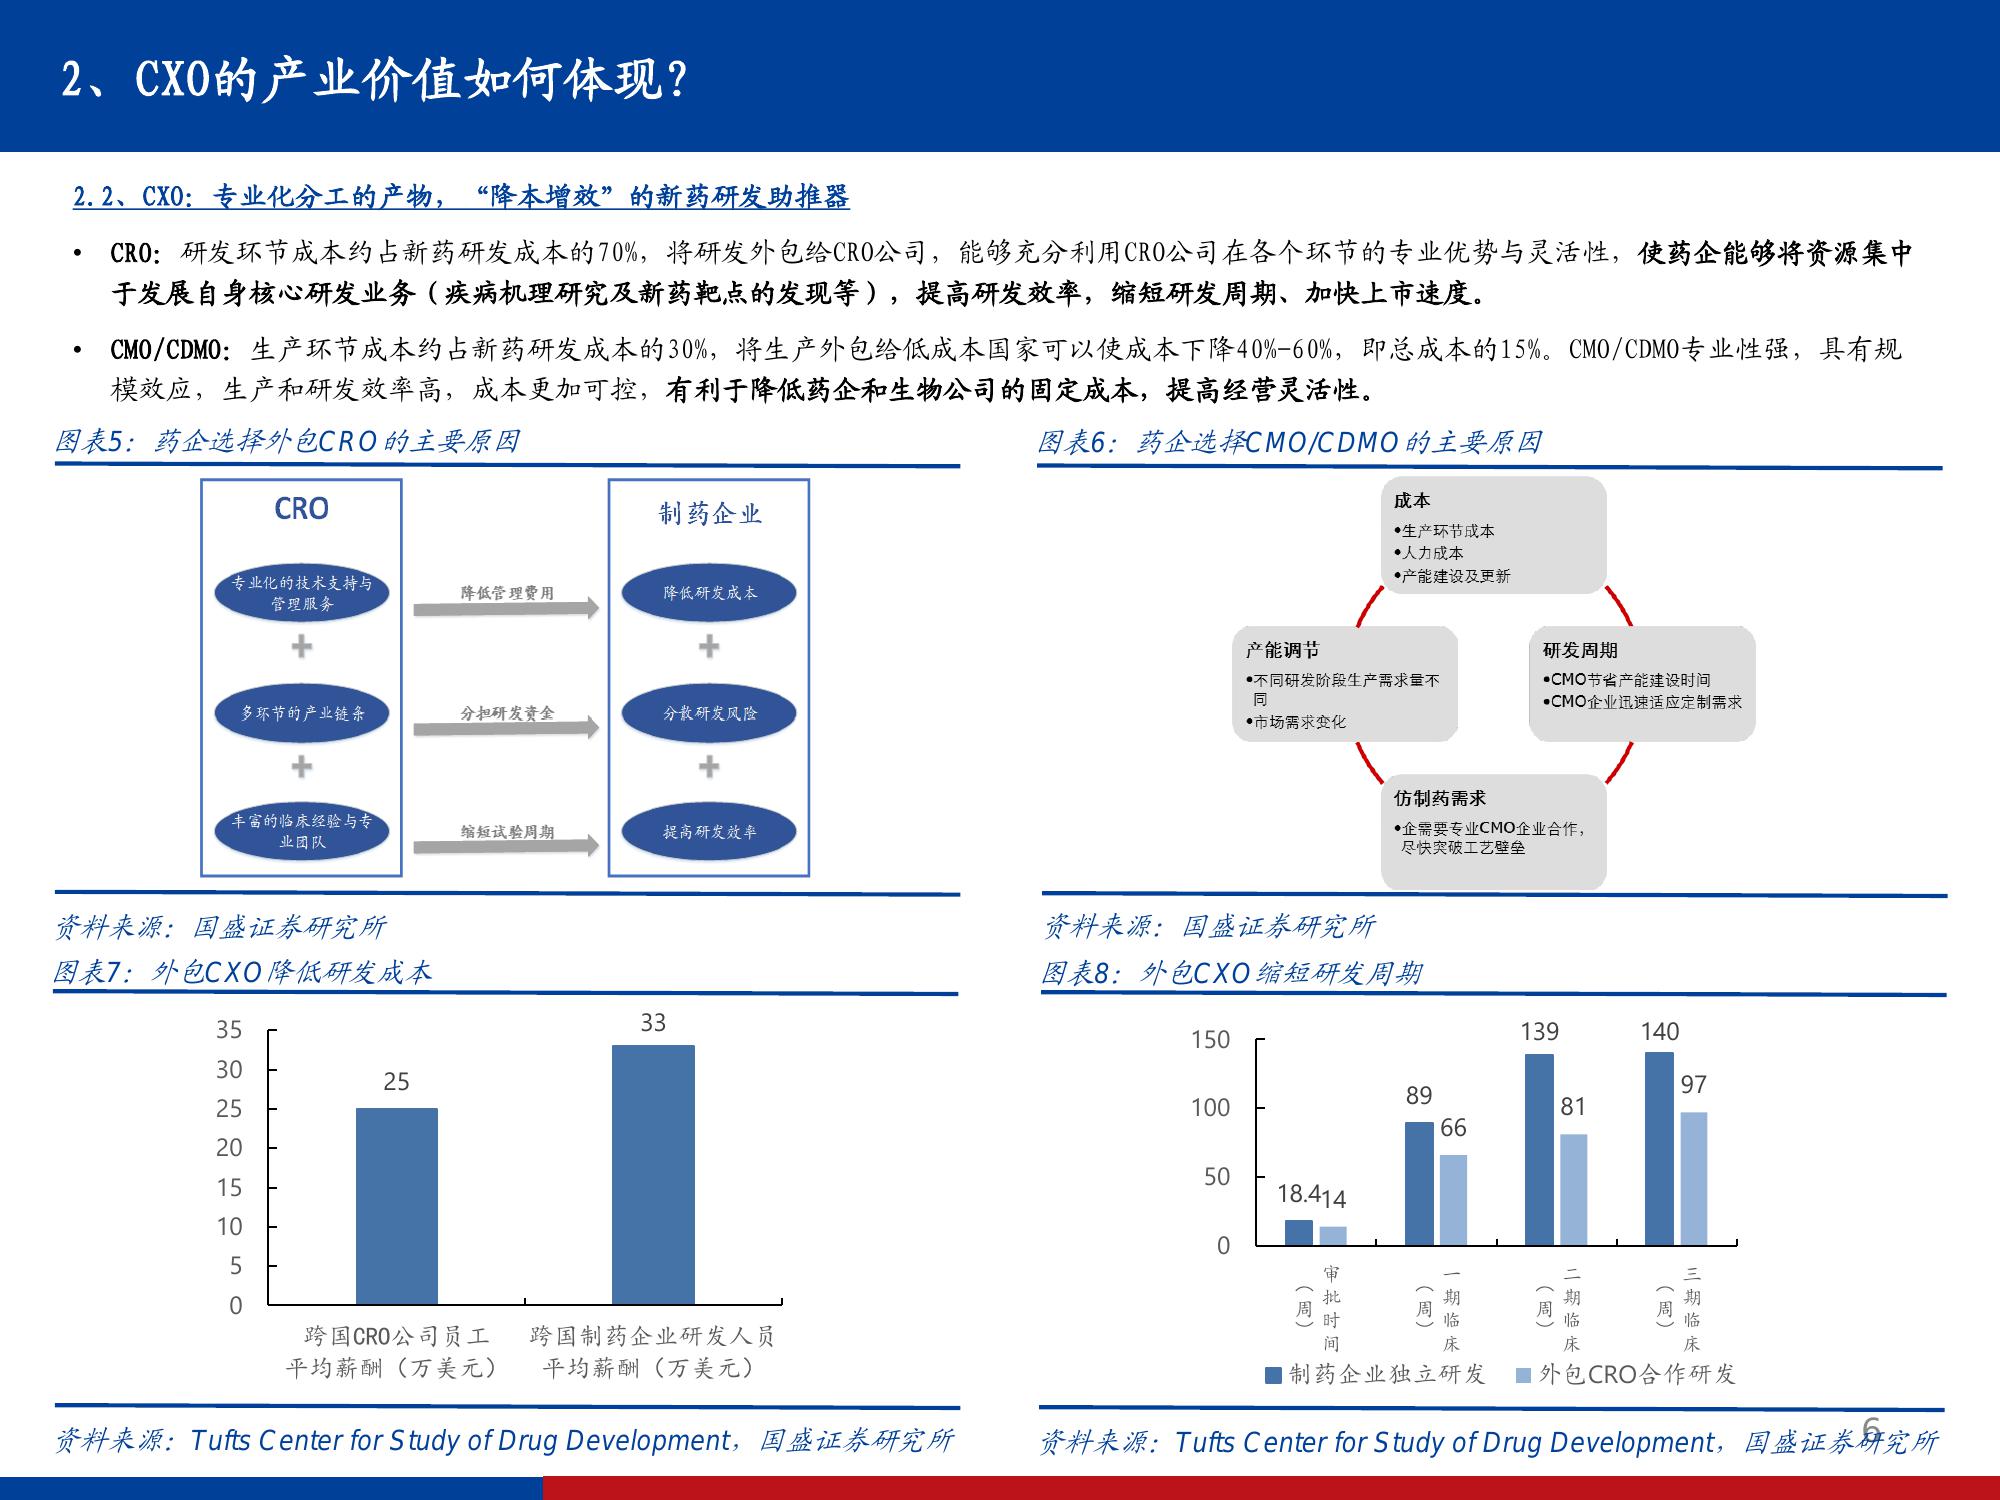 2、CXO的产业价值如何体现？
2.2、CXO：专业化分工的产物，“降本增效”的新药研发助推器
• CRO：研发环节成本约占新药研发成本的70%，将研发外包给CRO公司，能够充分利用CRO公司在各个环节的专业优势与灵活性，使药企能够将资源集中
于发展自身核心研发业务（疾病机理研究及新药靶点的发现等），提高研发效率，缩短研发周期、加快上市速度。
• CMO/CDMO：生产环节成本约占新药研发成本的30%，将生产外包给低成本国家可以使成本下降40%-60%，即总成本的15%。CMO/CDMO专业性强，具有规
模效应，生产和研发效率高，成本更加可控，有利于降低药企和生物公司的固定成本，提高经营灵活性。
图表5：药企选择外包CRO的主要原因
CRO
制药企业
专业化的技术支持与
管理服务
降低管理费用
降低研发成本
+
+
多环节的产业链条
分担研发资金
分散研发风险
+
+
丰富的临床经验与专
业团队
缩短试验周期
提高研发效率
资料来源：国盛证券研究所
图表6：药企选择CMO/CDMO的主要原因
成本
•生产环节成本
•人力成本
•产能建设及更新
产能调节
•不同研发阶段生产需求量不
同
•市场需求变化
研发周期
•CMO节省产能建设时间
•CMO企业迅速适应定制需求
仿制药需求
•企需要专业CMO企业合作，
尽快突破工艺壁垒
资料来源：国盛证券研究所
图表7：外包CXO降低研发成本
35
30
25
20
15
10
5
0
25
33
跨国CRO公司员工
平均薪酬（万美元）
跨国制药企业研发人员
平均薪酬（万美元）
资料来源：Tufts Center for Study of Drug Development，国盛证券研究所
图表8：外包CXO缩短研发周期
150
100
50
0
18.4
14
89
66
139
81
140
97
审批时间
（周）
一期临床
（周）
二期临床
（周）
三期临床
（周）
制药企业独立研发
外包CRO合作研发
资料来源：Tufts Center for Study of Drug Development，国盛证券研究所
6